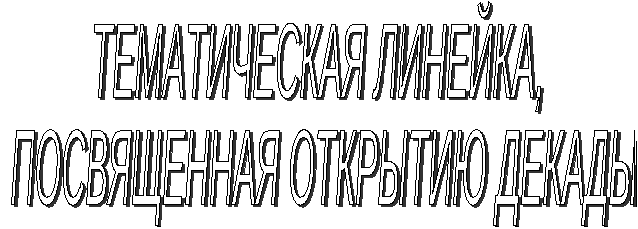 ТЕМАТИЧЕСКАЯ ЛИНЕЙКА,
ПОСВЯЩЕННАЯ ОТКРЫТИЮ ДЕКАДЫ